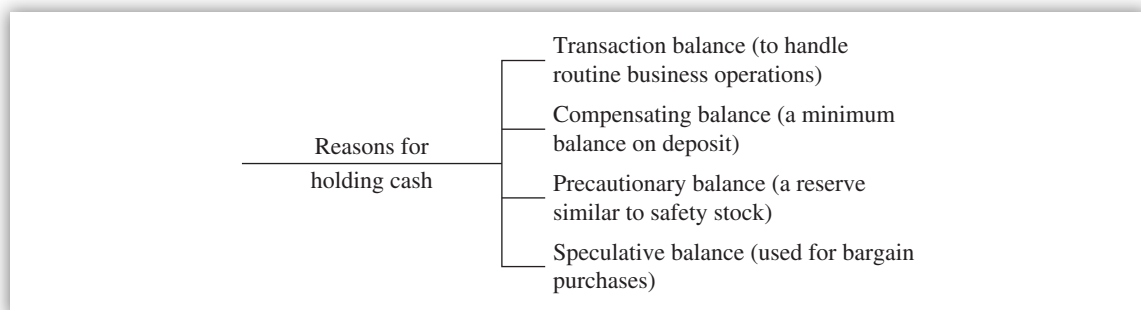 Reasons for
holding cash
Transaction balance (to handle
routine business operations)
Compensating balance (a minimum
balance on deposit)
Precautionary balance (a reserve
similar to safety stock)
Speculative balance (used for bargain
purchases)